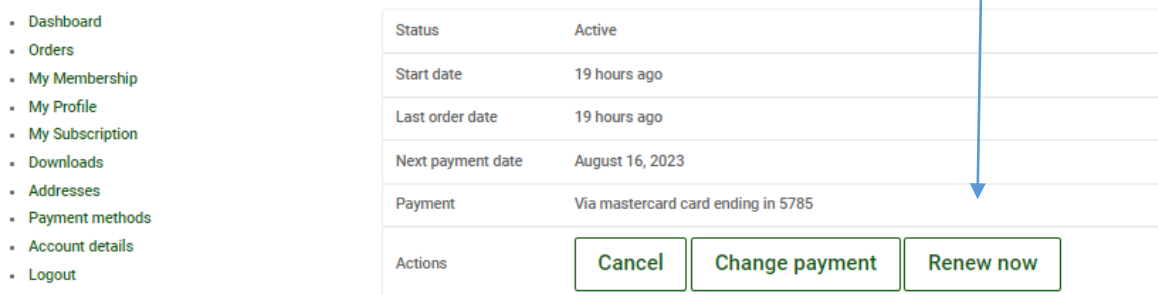 Dashboard
Orders
My Membership
My Profile
My Subscription
Downloads
Addresses
Payment methods
Account details
Logout
Status Active
Start date 19 hours ago
Last order date 19 hours ago
Next payment date August 16, 2023
Payment Via mastercard card ending in 5785
Actions Cancel Change payment Renew now